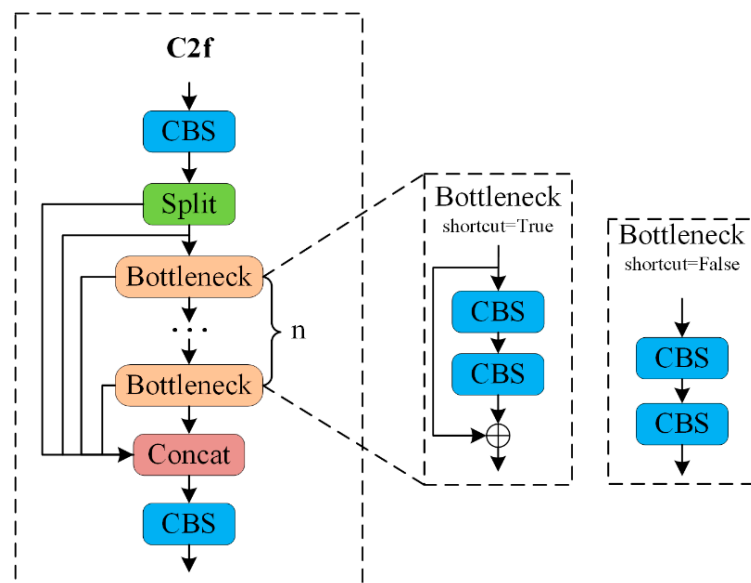 C2f
CBS
Split
Bottleneck
...
n
Bottleneck
Concat
CBS
Bottleneck
shortcut=True
CBS
CBS
Bottleneck
shortcut=False
CBS
CBS